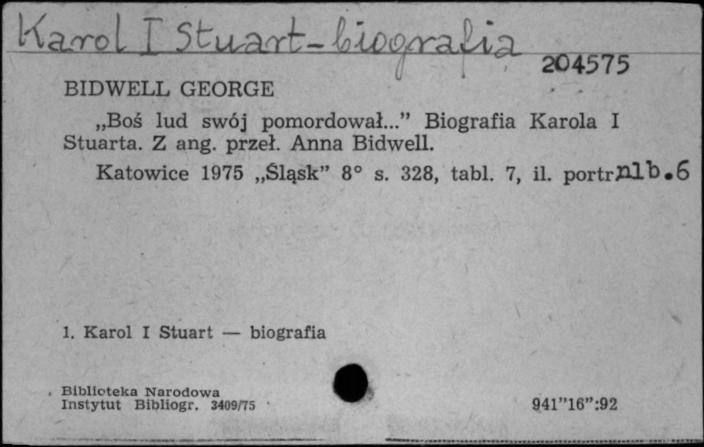 Karol I Stuart - biografia
204575
BIDWELL GEORGE
„Boś lud swój pomordował...” Biografia Karola I
Stuarta. Z ang. przeł. Anna Bidwell.
Katowice 1975 „Śląsk” 8° s. 328, tabl. 7, il. portr. nlb. 6
1. Karol I Stuart — biografia
Biblioteka Narodowa
Instytut Bibliogr. 3409/75
941”16”:92